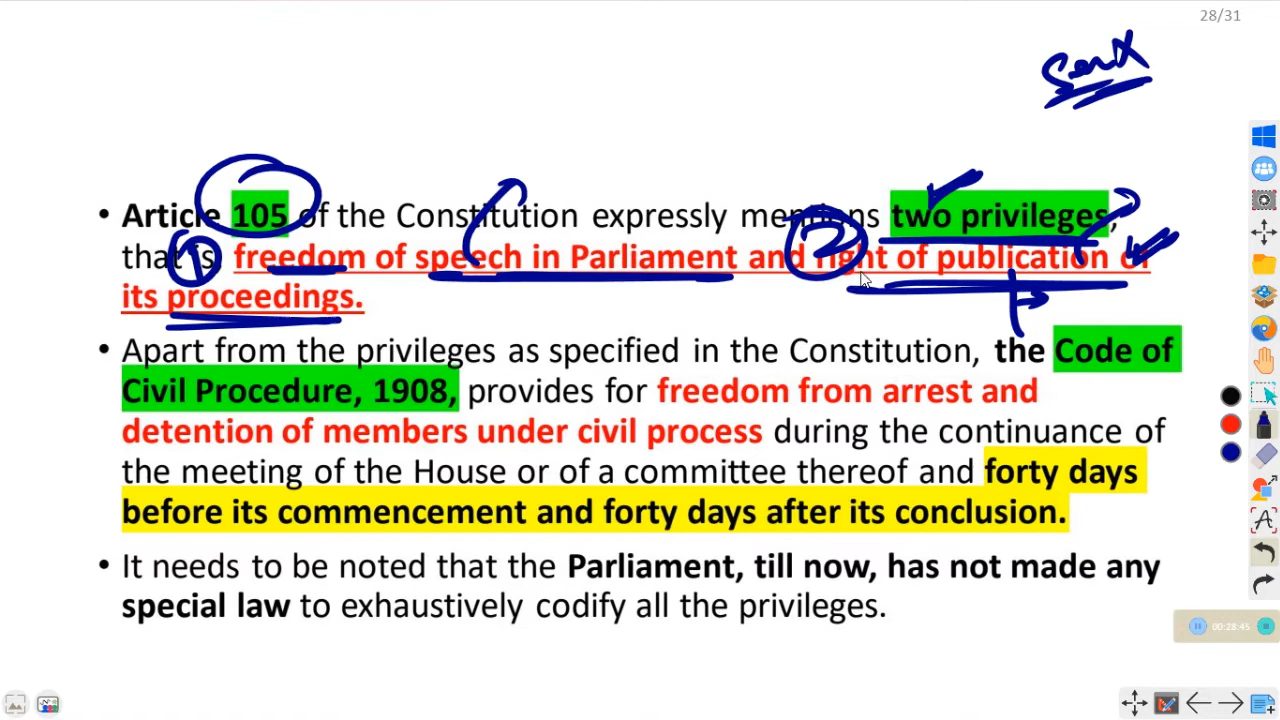 28/31
• Article 105 of the Constitution expressly mentions two privileges,
that is, freedom of speech in Parliament and right of publication of
its proceedings.
1
2
• Apart from the privileges as specified in the Constitution, the Code of
Civil Procedure, 1908, provides for freedom from arrest and
detention of members under civil process during the continuance of
the meeting of the House or of a committee thereof and forty days
before its commencement and forty days after its conclusion.
• It needs to be noted that the Parliament, till now, has not made any
special law to exhaustively codify all the privileges.
00:28:45